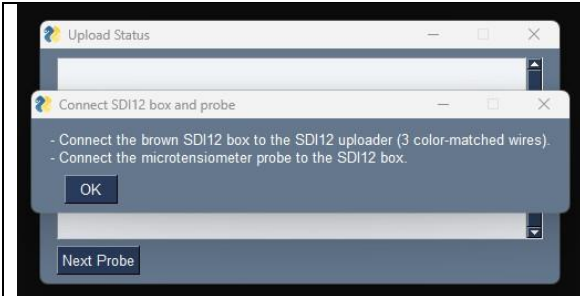 Upload Status
Connect SDI12 box and probe
- Connect the brown SDI12 box to the SDI12 uploader (3 color-matched wires).
- Connect the microtensiometer probe to the SDI12 box.
OK
Next Probe